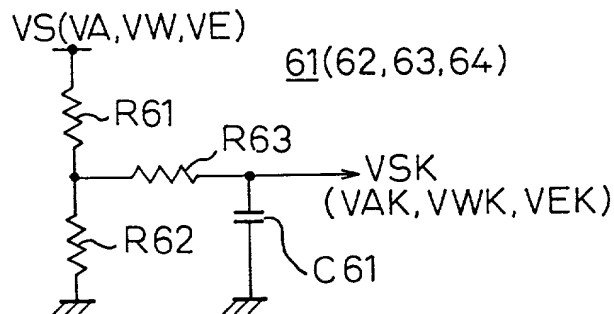 VS(VA,VW,VE)
61(62,63,64)
R61
R63
VSK
(VAK,VWK,VEK)
R62
C61